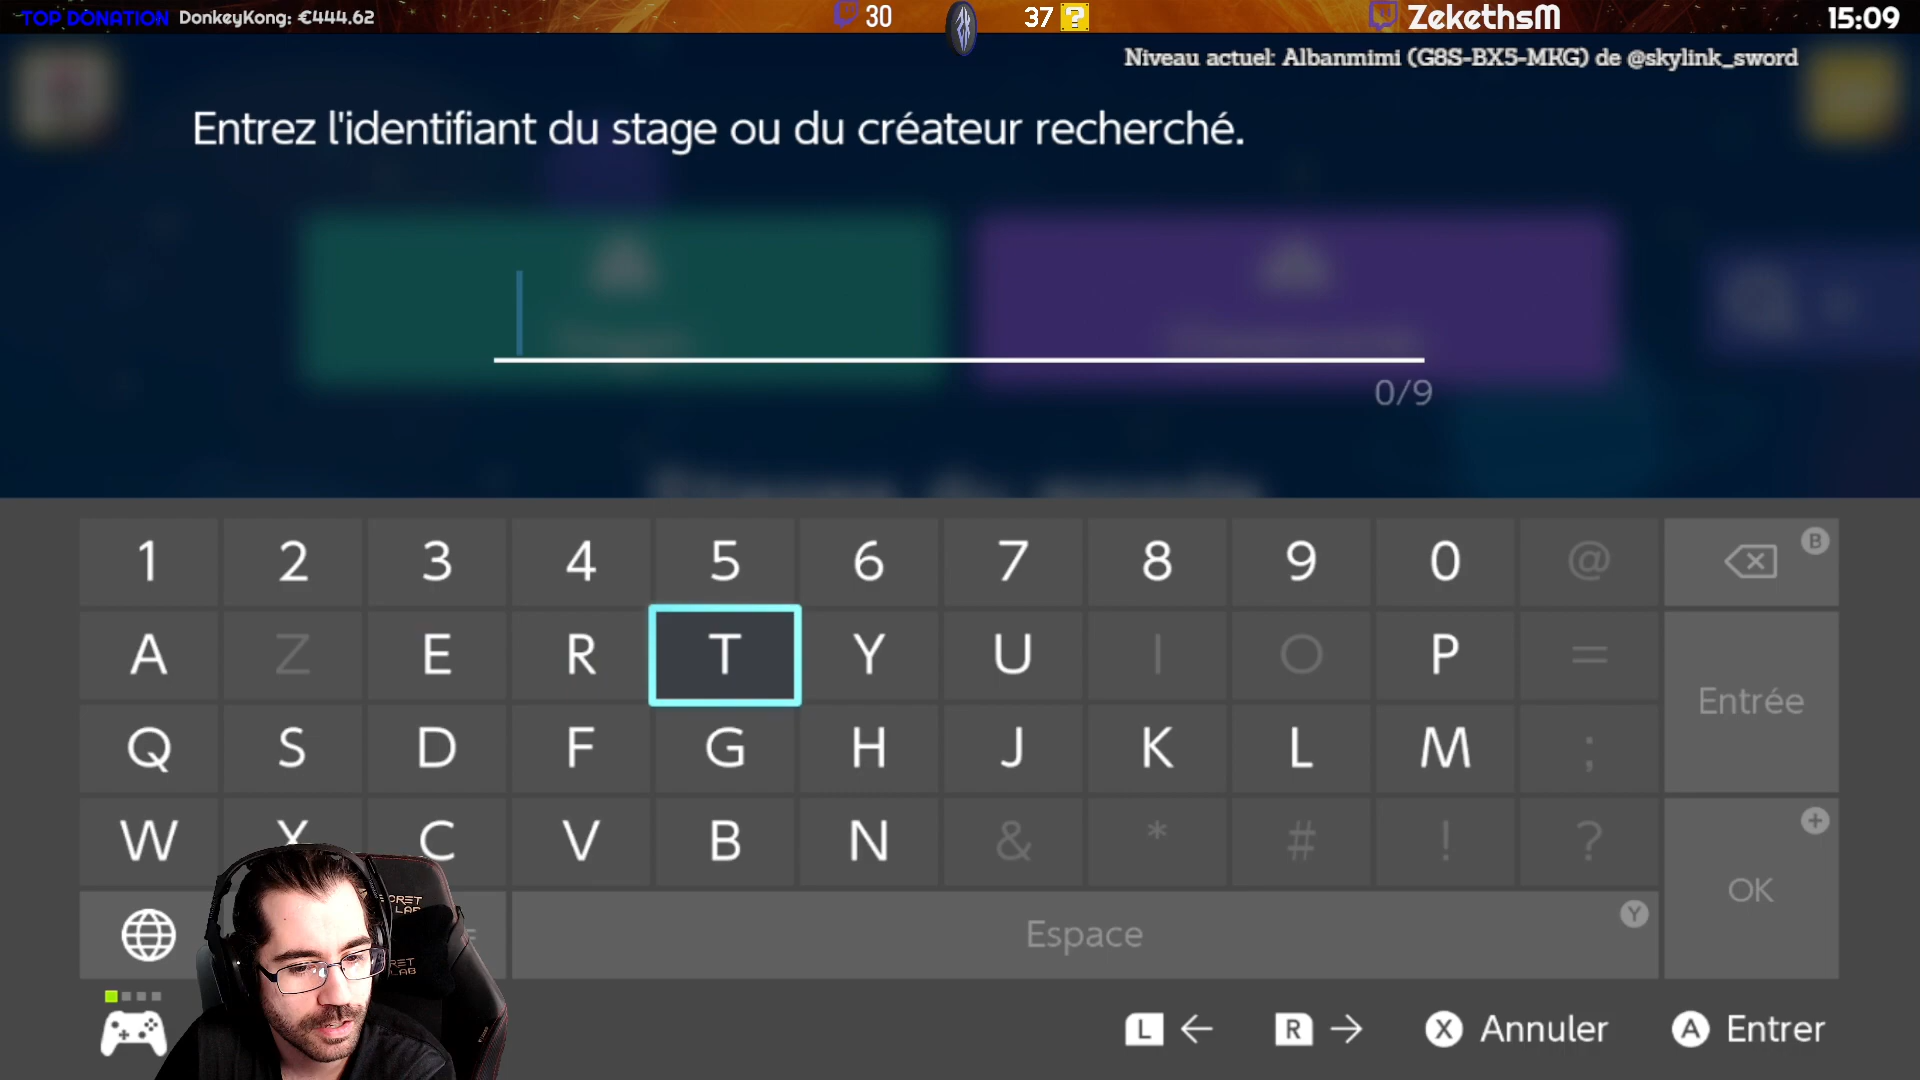 TOP DONATION DonkeyKong: €444.62 30 37 ? ZekethsM 15:09
Niveau actuel: Albanmimi (G8S-BX5-MKG) de @skylink_sword
Entrez l'identifiant du stage ou du créateur recherché.
0/9
1 2 3 4 5 6 7 8 9 0 @ B
A Z E R T Y U I O P =
Entrée
Q S D F G H J K L M ;
W X C V B N & * # ! ? +
OK
Espace Y
L ← R → X Annuler A Entrer